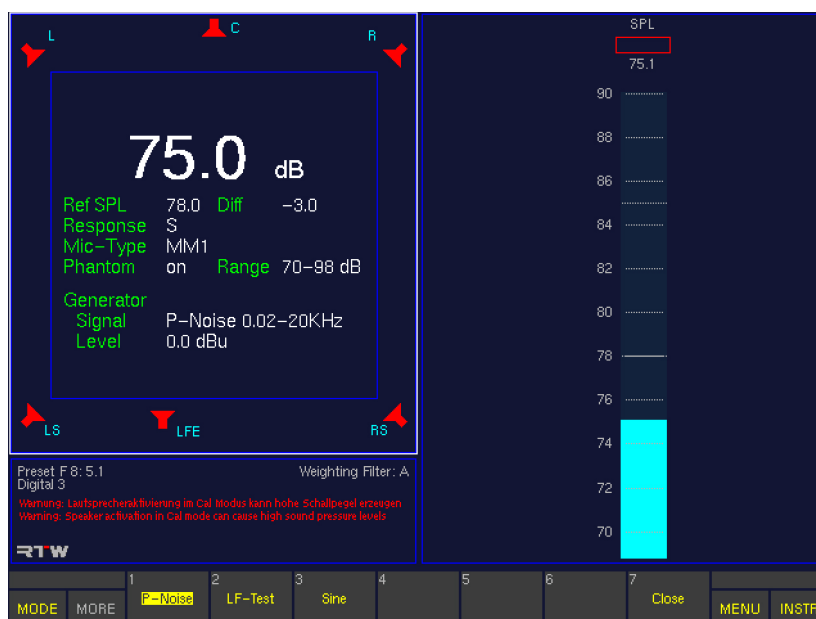 L
C
R
75.0 dB
Ref SPL 78.0 Diff -3.0
Response S
Mic-Type MM1
Phantom on Range 70-98 dB
Generator
Signal P-Noise 0.02-20KHz
Level 0.0 dBu
LS
LFE
RS
Preset F 8: 5.1 Weighting Filter: A
Digital 3
Warnung: Lautsprecheraktivierung im Cal Modus kann hohe Schallpegel erzeugen
Warning: Speaker activation in Cal mode can cause high sound pressure levels
RTW
SPL
75.1
90
88
86
84
82
80
78
76
74
72
70
MODE MORE
1 P-Noise
2 LF-Test
3 Sine
4
5
6
7 Close
MENU